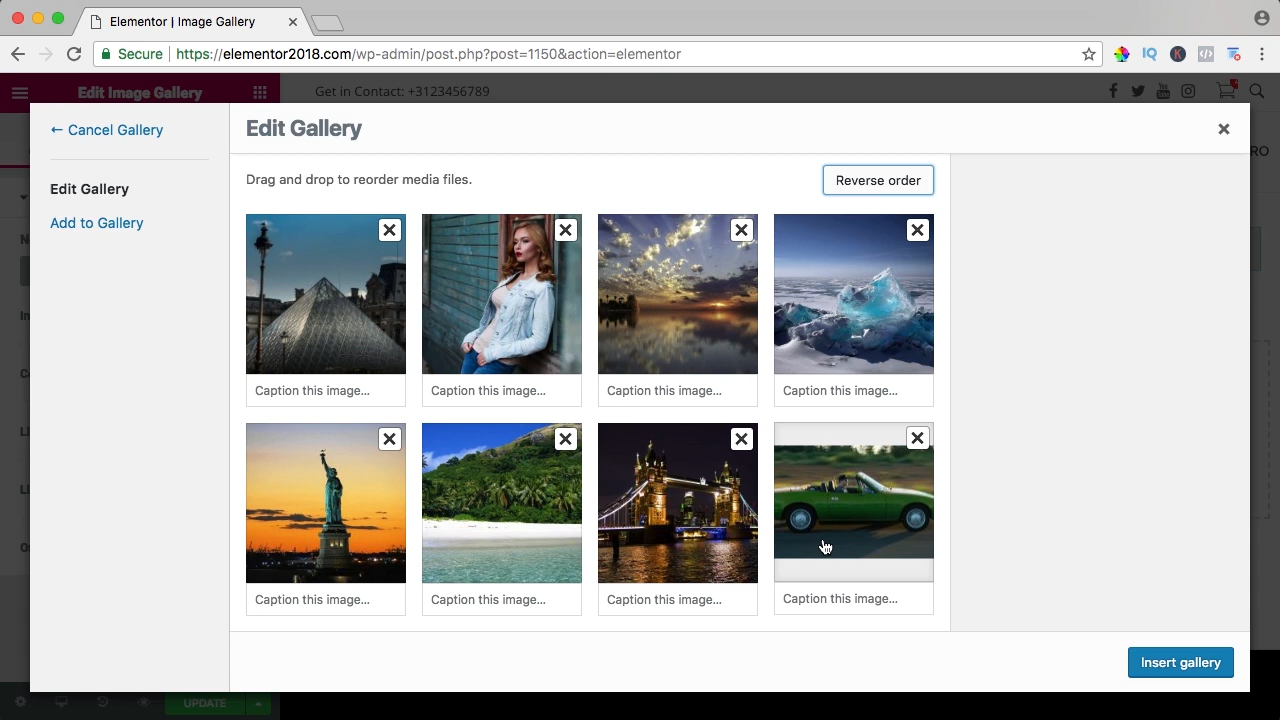 Elementor | Image Gallery
Secure
https://elementor2018.com/wp-admin/post.php?post=1150&action=elementor
Edit Image Gallery
Get in Contact: +3123456789
← Cancel Gallery
Edit Gallery
Edit Gallery
Add to Gallery
Drag and drop to reorder media files.
Reverse order
Caption this image...
Caption this image...
Caption this image...
Caption this image...
Caption this image...
Caption this image...
Caption this image...
Caption this image...
Insert gallery
UPDATE